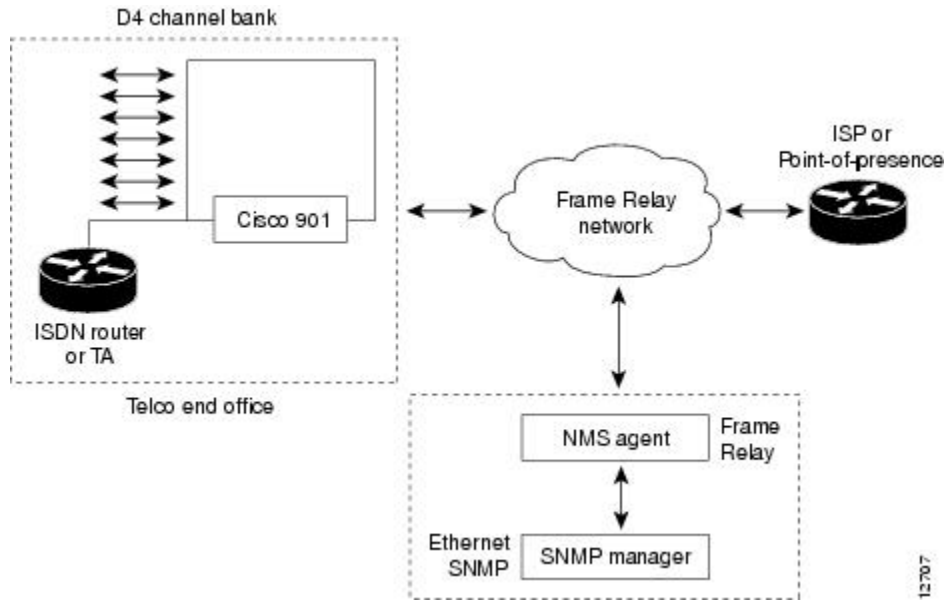 D4 channel bank
Cisco 901
ISDN router
or TA
Telco end office
Frame Relay
network
ISP or
Point-of-presence
NMS agent
Frame
Relay
Ethernet
SNMP
SNMP manager
12707